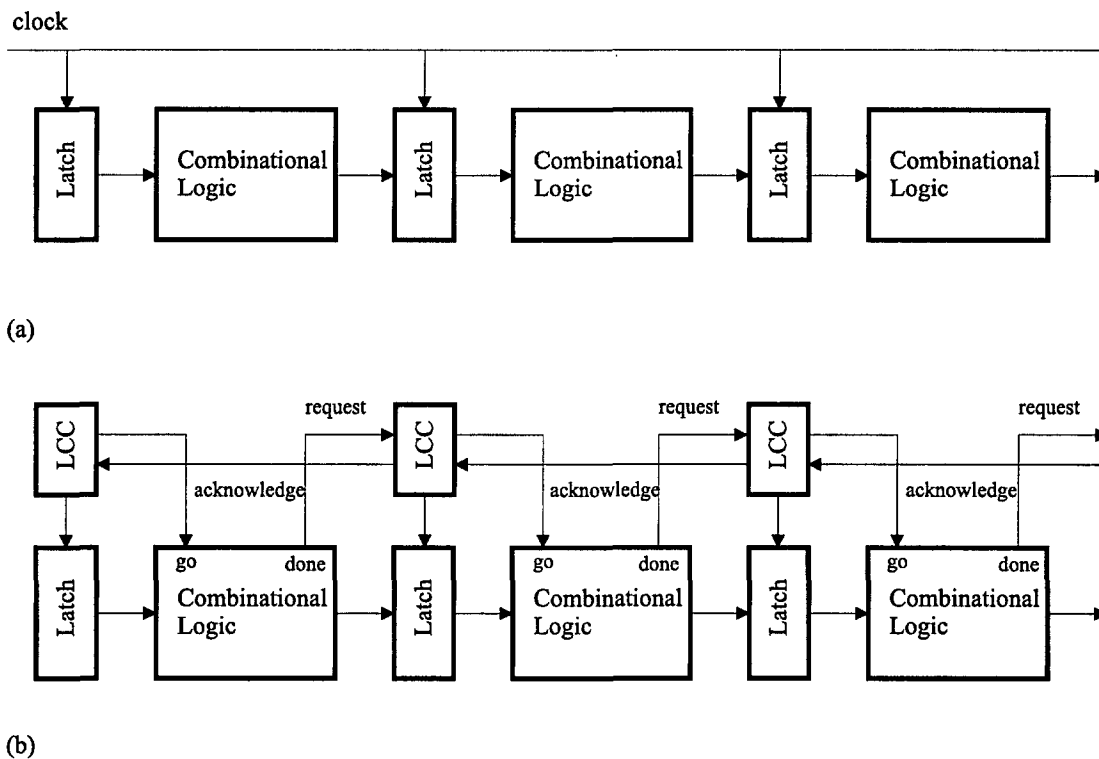 clock
Latch
Combinational
Logic
Latch
Combinational
Logic
Latch
Combinational
Logic
(a)
LCC
request
LCC
request
LCC
request
acknowledge
acknowledge
acknowledge
Latch
go done
Combinational
Logic
Latch
go done
Combinational
Logic
Latch
go done
Combinational
Logic
(b)